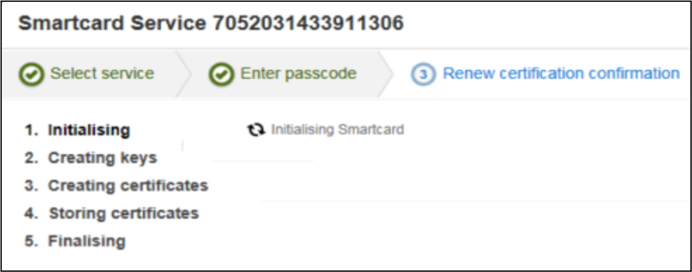 Smartcard Service 7052031433911306
Select service Enter passcode 3 Renew certification confirmation
1. Initialising Initialising Smartcard
2. Creating keys
3. Creating certificates
4. Storing certificates
5. Finalising